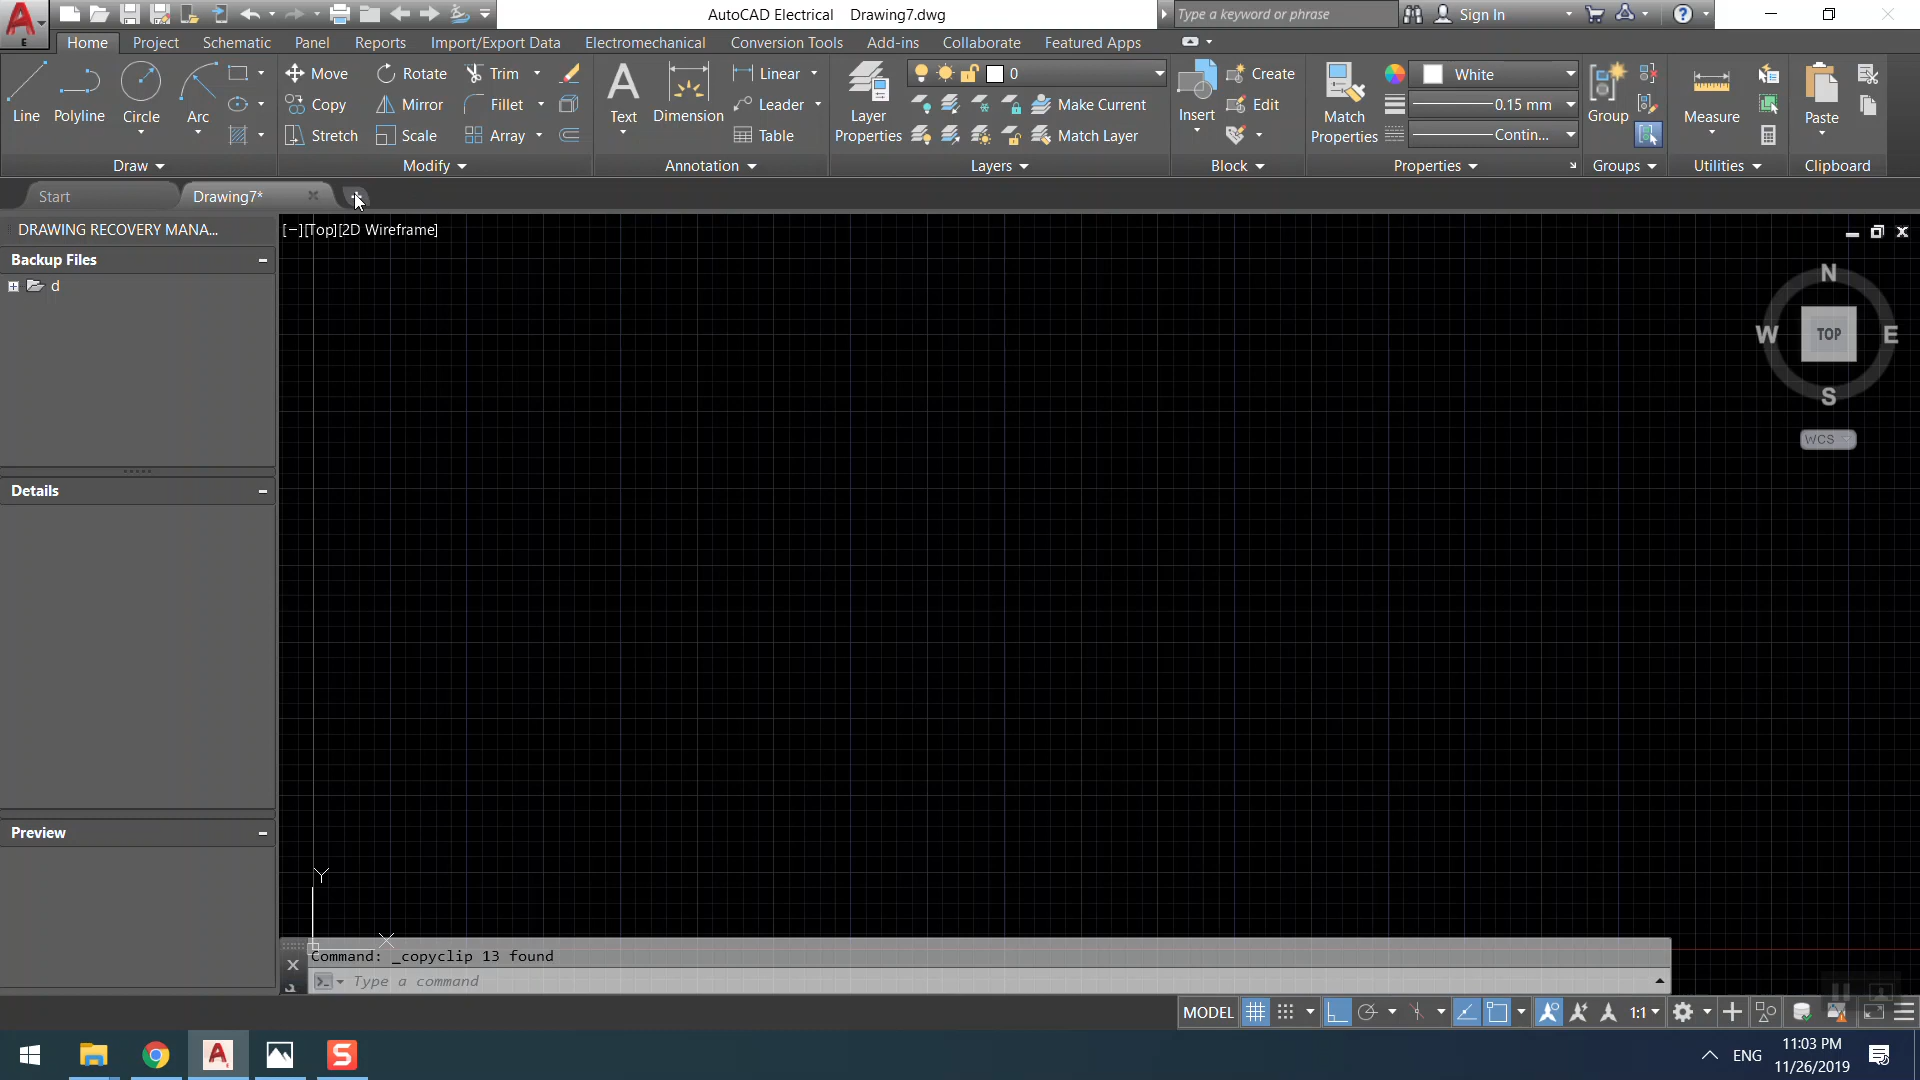 AutoCAD Electrical Drawing7.dwg
Type a keyword or phrase
Sign In
E
Home Project Schematic Panel Reports Import/Export Data Electromechanical Conversion Tools Add-ins Collaborate Featured Apps
Line Polyline Circle Arc
Move Rotate Trim
Copy Mirror Fillet
Stretch Scale Array
Text Dimension
Linear
Leader
Table
Layer
Properties
0
Make Current
Match Layer
Insert
Create
Edit
Match
Properties
White
0.15 mm
Contin...
Group
Measure
Paste
Draw Modify Annotation Layers Block Properties Groups Utilities Clipboard
Start Drawing7*
DRAWING RECOVERY MANA...
Backup Files
d
Details
Preview
[−][Top][2D Wireframe]
N
W TOP E
S
WCS
Y
X
Command: _copyclip 13 found
Type a command
MODEL
1:1
ENG
11:03 PM
11/26/2019